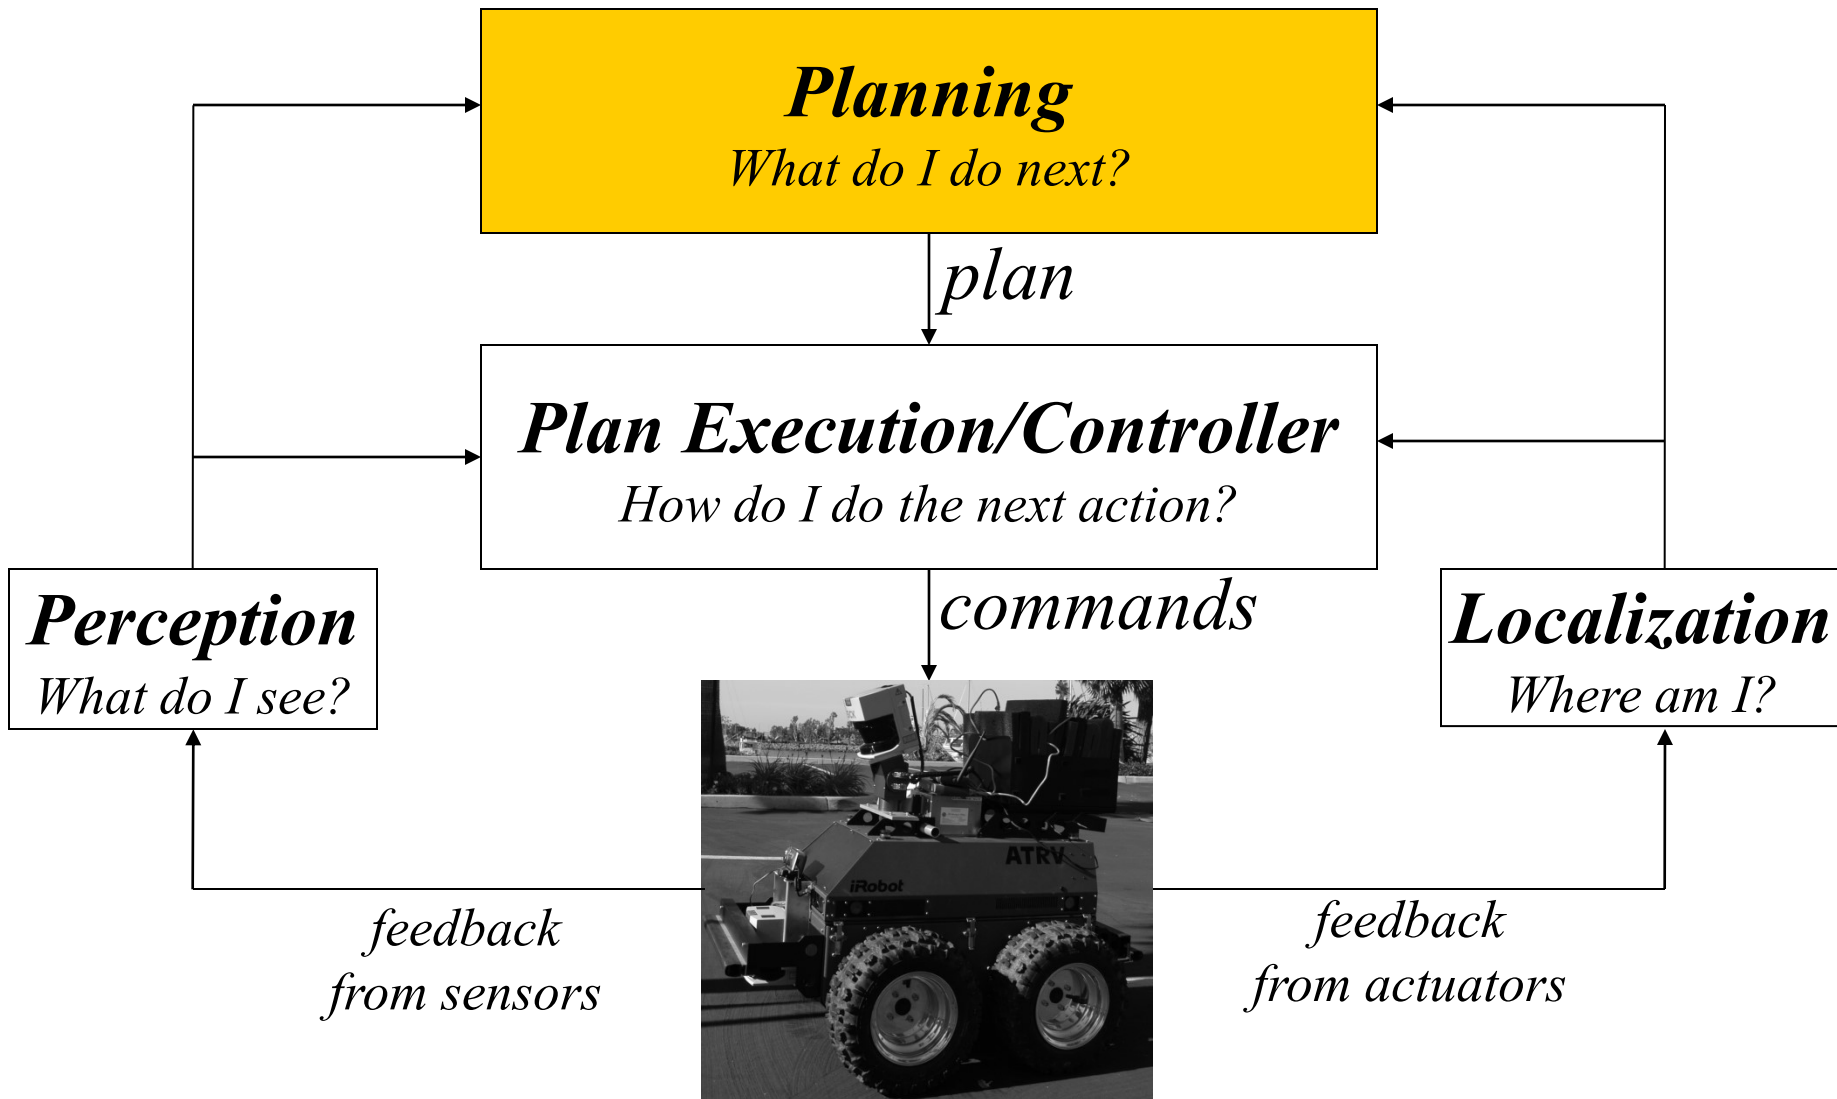 Planning
What do I do next?
plan
Plan Execution/Controller
How do I do the next action?
commands
Perception
What do I see?
Localization
Where am I?
ATRV
iRobot
feedback
from sensors
feedback
from actuators